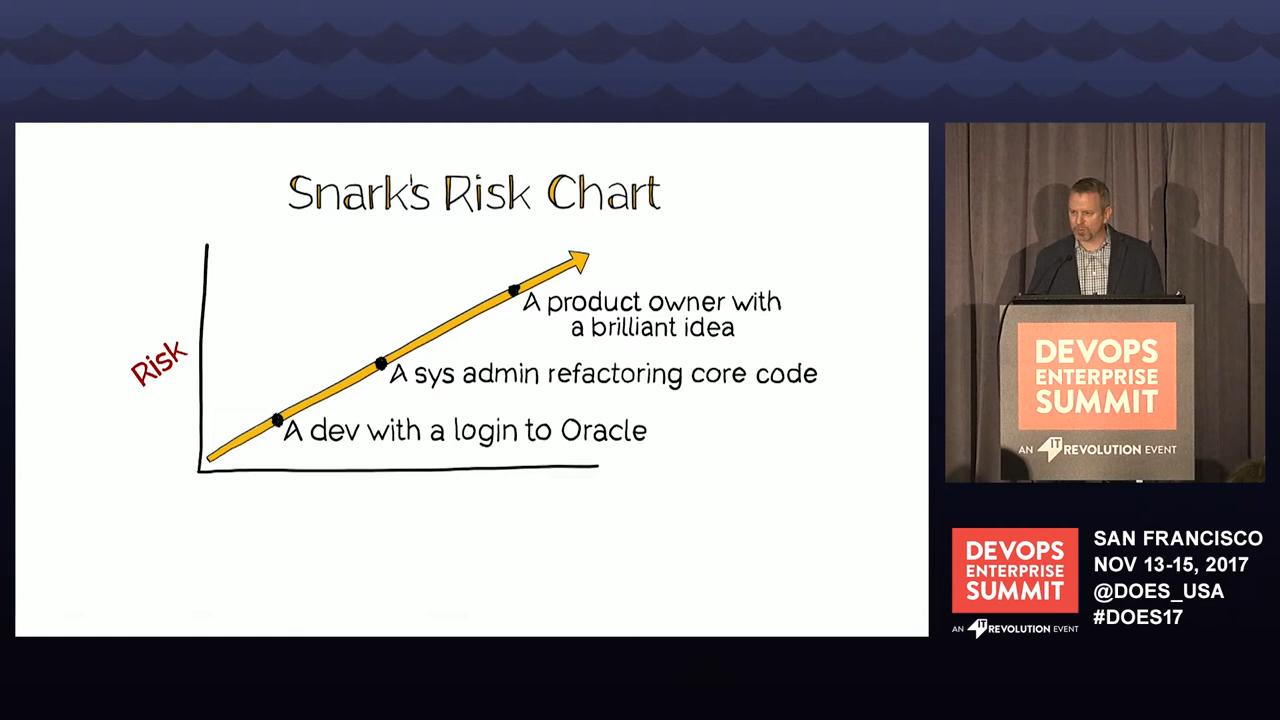 Snark's Risk Chart
Risk
A product owner with
a brilliant idea
A sys admin refactoring core code
A dev with a login to Oracle
DEVOPS
ENTERPRISE
SUMMIT
AN IT REVOLUTION EVENT
DEVOPS
ENTERPRISE
SUMMIT
AN IT REVOLUTION EVENT
SAN FRANCISCO
NOV 13-15, 2017
@DOES_USA
#DOES17